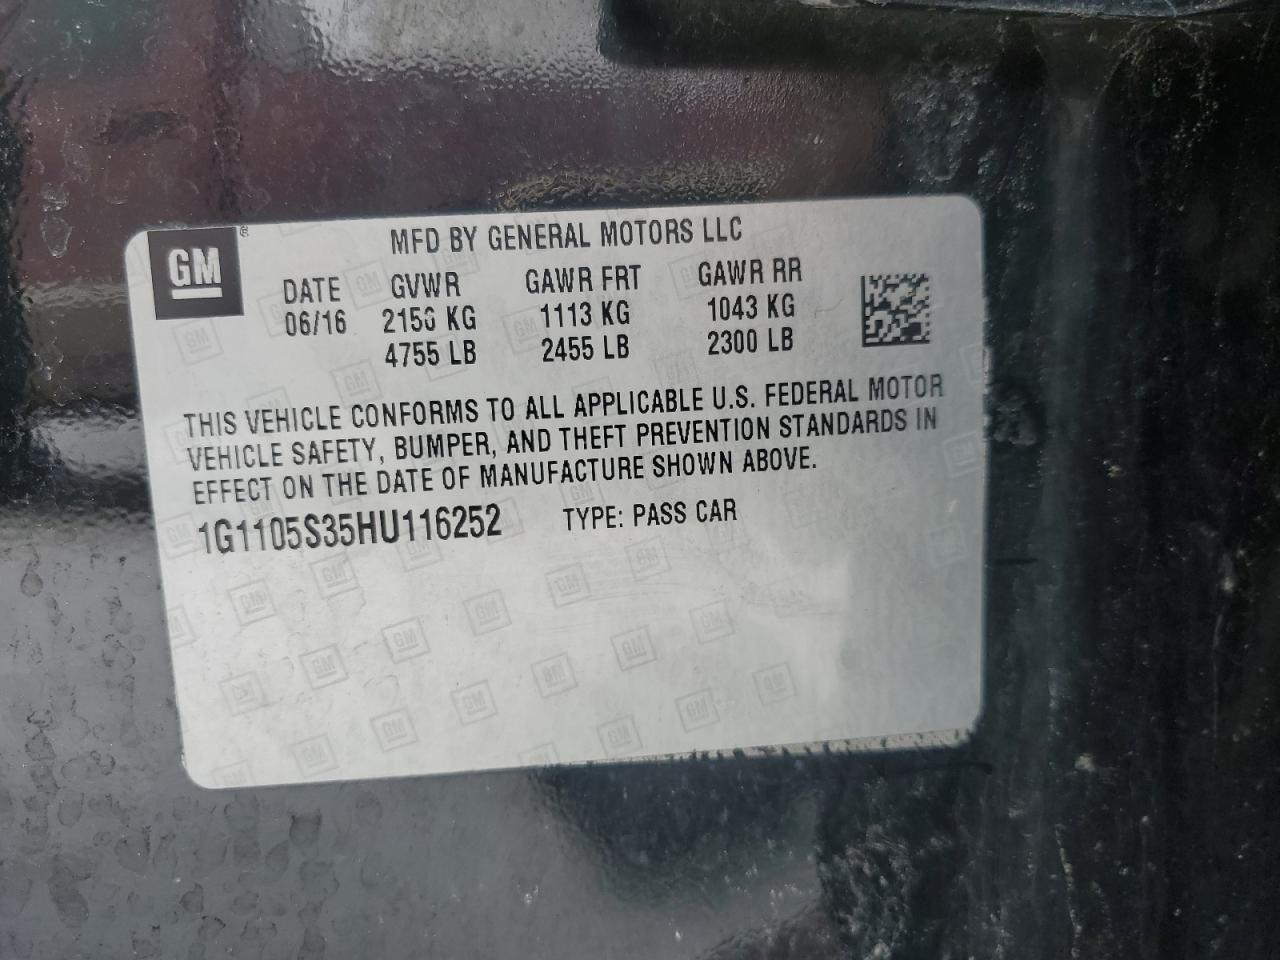 GM ®
MFD BY GENERAL MOTORS LLC
DATE GVWR GAWR FRT GAWR RR
06/16 2156 KG 1113 KG 1043 KG
4755 LB 2455 LB 2300 LB
THIS VEHICLE CONFORMS TO ALL APPLICABLE U.S. FEDERAL MOTOR
VEHICLE SAFETY, BUMPER, AND THEFT PREVENTION STANDARDS IN
EFFECT ON THE DATE OF MANUFACTURE SHOWN ABOVE.
1G1105S35HU116252 TYPE: PASS CAR